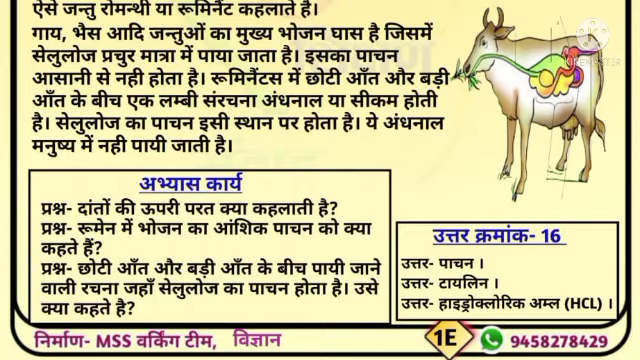 ऐसे जन्तु रोमन्थी या रूमिनैंट कहलाते है।
गाय, भैस आदि जन्तुओं का मुख्य भोजन घास है जिसमें
सेलुलोज प्रचुर मात्रा में पाया जाता है। इसका पाचन
आसानी से नही होता है। रूमिनैंटस में छोटी आँत और बड़ी
आँत के बीच एक लम्बी संरचना अंधनाल या सीकम होती
है। सेलुलोज का पाचन इसी स्थान पर होता है। ये अंधनाल
मनुष्य में नही पायी जाती है।
अभ्यास कार्य
प्रश्न- दांतों की ऊपरी परत क्या कहलाती है?
प्रश्न- रूमेन में भोजन का आंशिक पाचन को क्या
कहते हैं?
प्रश्न- छोटी आँत और बड़ी आँत के बीच पायी जाने
वाली रचना जहाँ सेलुलोज का पाचन होता है। उसे
क्या कहते है?
उत्तर क्रमांक- 16
उत्तर- पाचन ।
उत्तर- टायलिन ।
उत्तर- हाइड्रोक्लोरिक अम्ल (HCL) ।
निर्माण- MSS वर्किंग टीम, विज्ञान
1E
9458278429